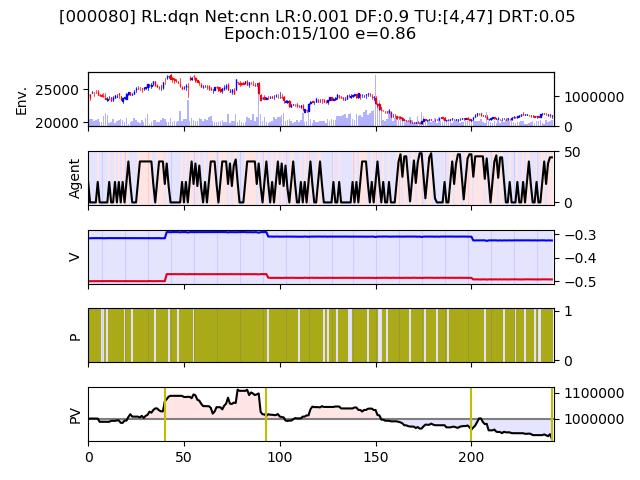 [000080] RL:dqn Net:cnn LR:0.001 DF:0.9 TU:[4,47] DRT:0.05
Epoch:015/100 e=0.86
Env.
25000
20000
1000000
0
Agent
50
0
V
−0.3
−0.4
−0.5
P
1
0
PV
1100000
1000000
0
50
100
150
200